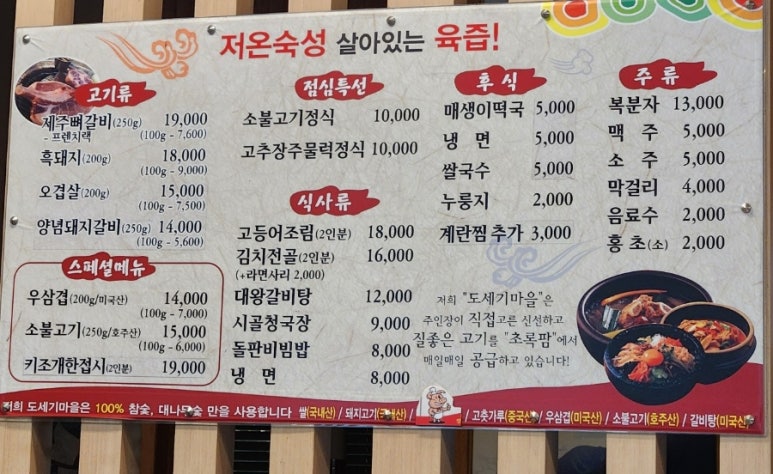 저온숙성 살아있는 육즙!
고기류
제주뼈갈비(250g) 19,000
- 프렌치랙 (100g - 7,600)
흑돼지(200g) 18,000
(100g - 9,000)
오겹살(200g) 15,000
(100g - 7,500)
양념돼지갈비(250g) 14,000
(100g - 5,600)
스페셜메뉴
우삼겹(200g/미국산) 14,000
(100g - 7,000)
소불고기(250g/호주산) 15,000
(100g - 6,000)
키조개한접시(2인분) 19,000
점심특선
소불고기정식 10,000
고추장주물럭정식 10,000
식사류
고등어조림(2인분) 18,000
김치전골(2인분) 16,000
(+라면사리 2,000)
대왕갈비탕 12,000
시골청국장 9,000
돌판비빔밥 8,000
냉 면 8,000
후식
매생이떡국 5,000
냉 면 5,000
쌀국수 5,000
누룽지 2,000
계란찜 추가 3,000
주류
복분자 13,000
맥 주 5,000
소 주 5,000
막걸리 4,000
음료수 2,000
홍 초(소) 2,000
저희 "도세기마을"은
주인장이 직접고른 신선하고
질좋은 고기를 "초록팜"에서
매일매일 공급하고 있습니다!
저희 도세기마을은 100% 참숯, 대나무숯 만을 사용합니다 쌀(국내산) / 돼지고기(국내산) / / 고춧가루(중국산) / 우삼겹(미국산) / 소불고기(호주산) / 갈비탕(미국산)